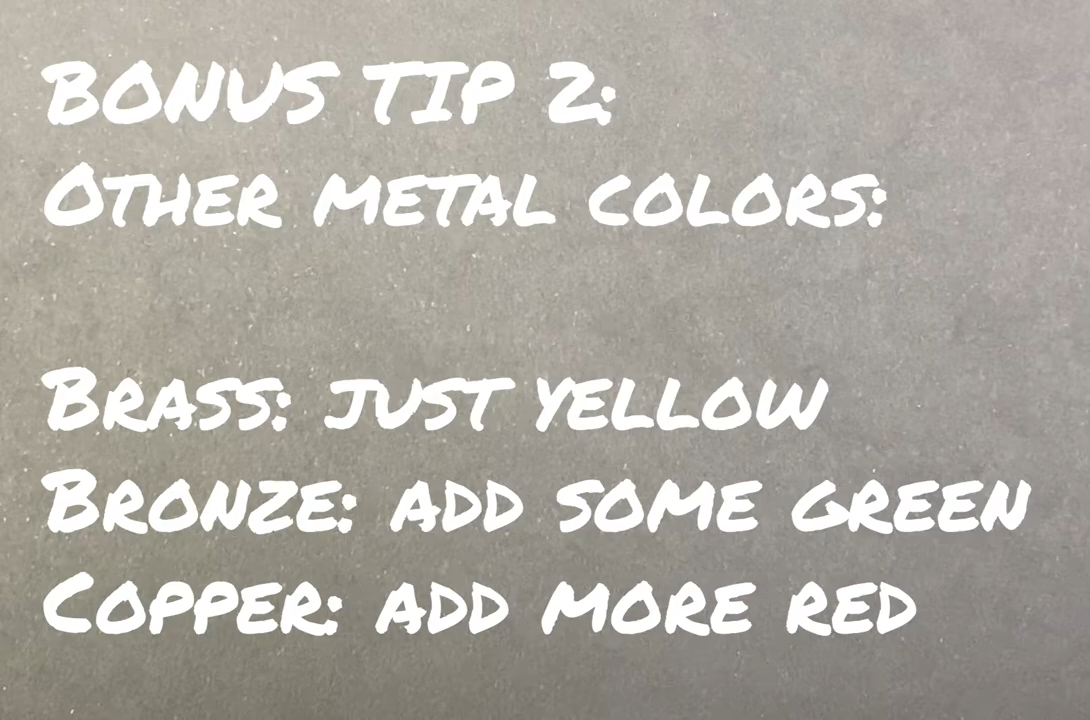 BONUS TIP 2:
OTHER METAL COLORS:
BRASS: JUST YELLOW
BRONZE: ADD SOME GREEN
COPPER: ADD MORE RED